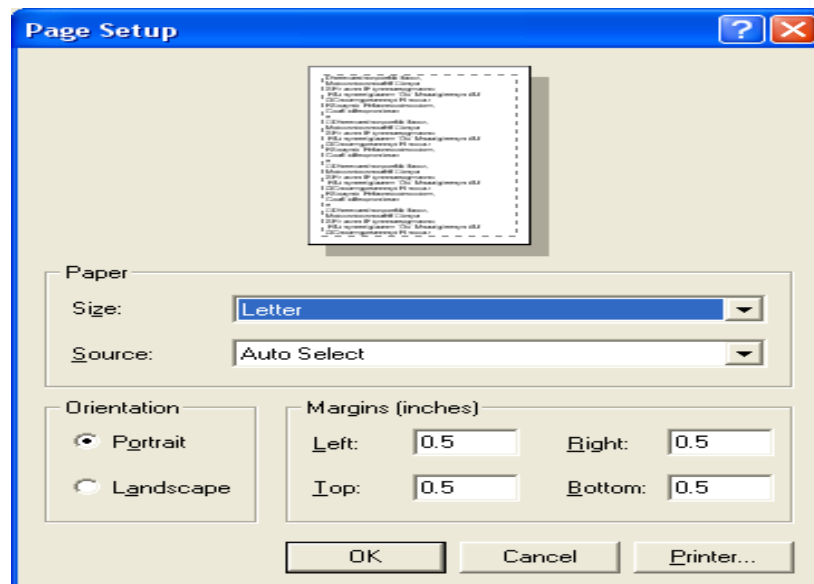 Page Setup
Paper
Size: Letter
Source: Auto Select
Orientation
Portrait
Landscape
Margins (inches)
Left: 0.5 Right: 0.5
Top: 0.5 Bottom: 0.5
OK Cancel Printer...